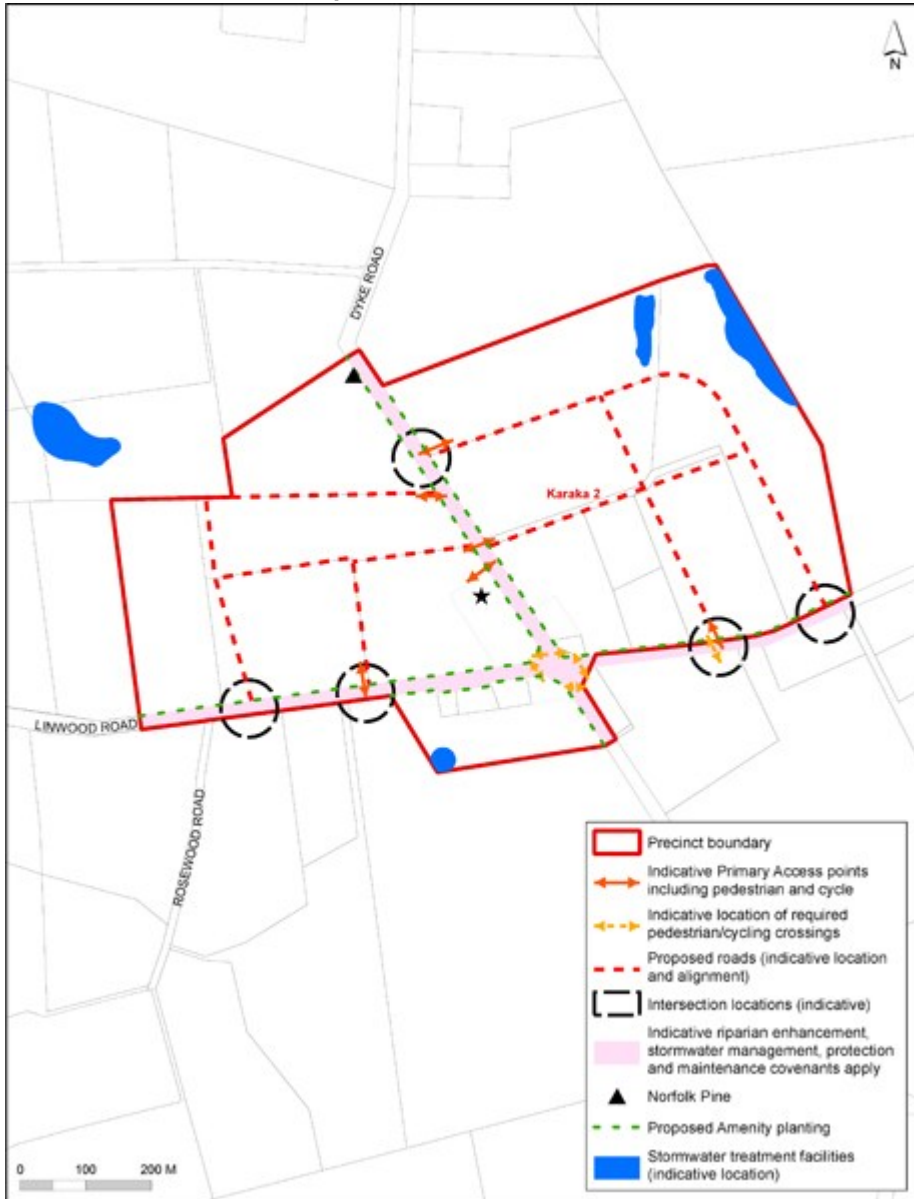 N
DYKE ROAD
Karaka 2
LINWOOD ROAD
ROSEWOOD ROAD
Precinct boundary
Indicative Primary Access points
including pedestrian and cycle
Indicative location of required
pedestrian/cycling crossings
Proposed roads (indicative location
and alignment)
Intersection locations (indicative)
Indicative riparian enhancement,
stormwater management, protection
and maintenance covenants apply
Norfolk Pine
Proposed Amenity planting
Stormwater treatment facilities
(indicative location)
0 100 200 M